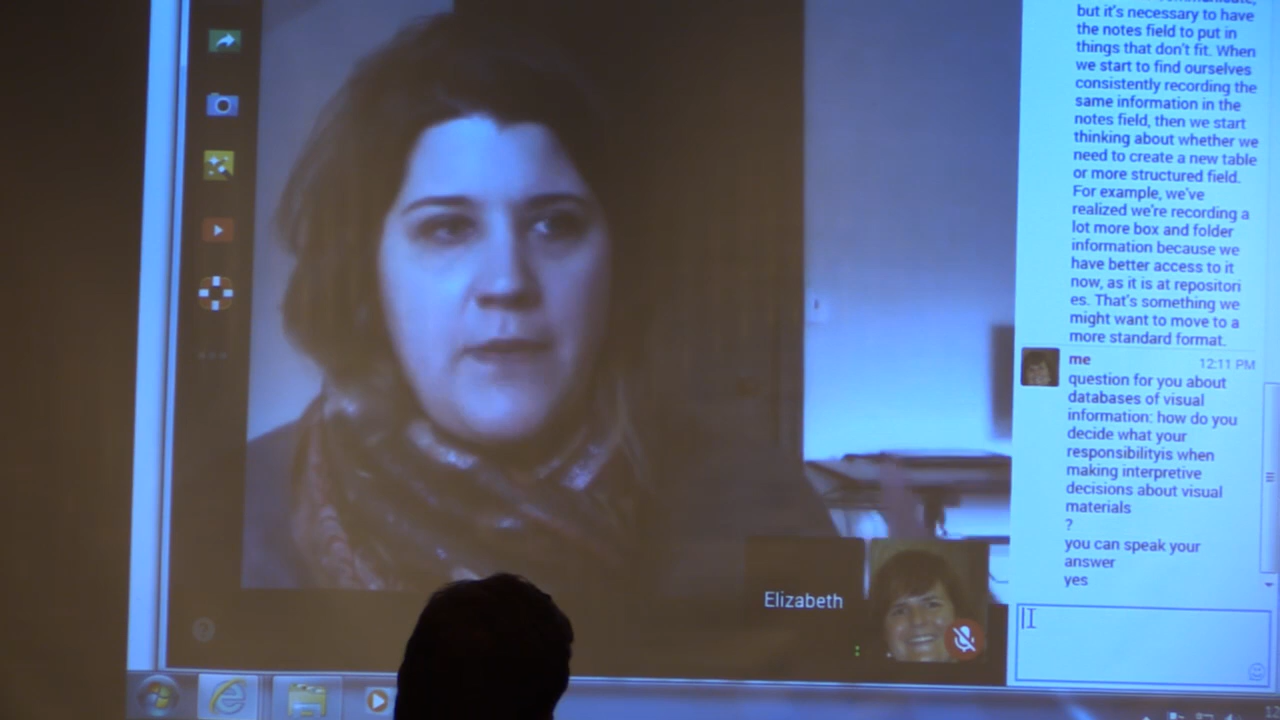 but it's necessary to have
the notes field to put in
things that don't fit. When
we start to find ourselves
consistently recording the
same information in the
notes field, then we start
thinking about whether we
need to create a new table
or more structured field.
For example, we've
realized we're recording a
lot more box and folder
information because we
have better access to it
now, as it is at repositori
es. That's something we
might want to move to a
more standard format.
me 12:11 PM
question for you about
databases of visual
information: how do you
decide what your
responsibilityis when
making interpretive
decisions about visual
materials
?
you can speak your
answer
yes
Elizabeth